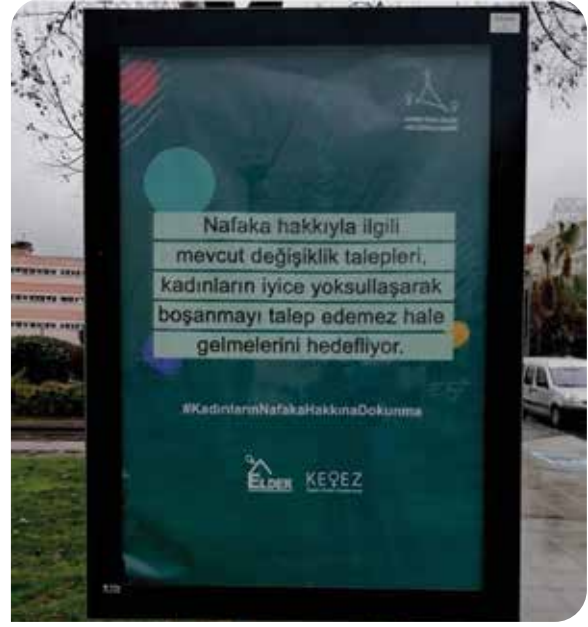 Nafaka hakkıyla ilgili
mevcut değişiklik talepleri,
kadınların iyice yoksullaşarak
boşanmayı talep edemez hale
gelmelerini hedefliyor.
#KadınlarınNafakaHakkınaDokunma
ELDER KEÇEZ